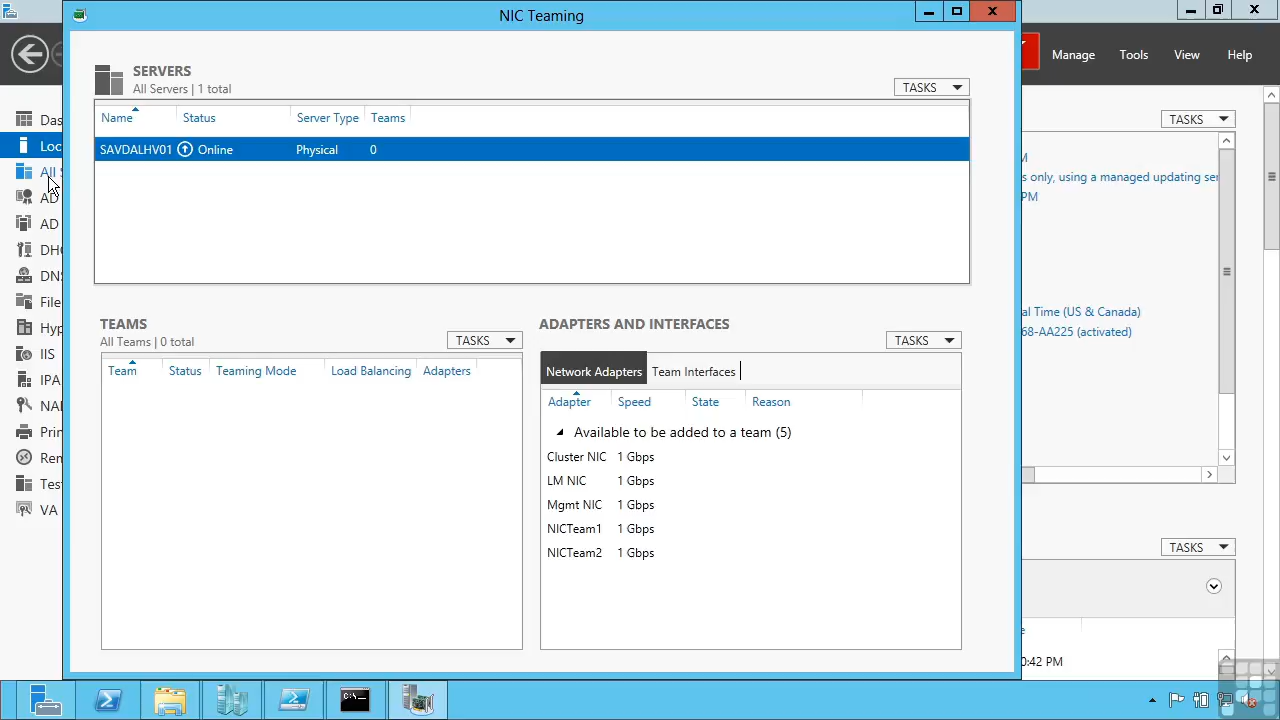 NIC Teaming
Manage Tools View Help
SERVERS
All Servers | 1 total
TASKS
Name Status Server Type Teams
SAVDALHV01 Online Physical 0
TEAMS
All Teams | 0 total
TASKS
Team Status Teaming Mode Load Balancing Adapters
ADAPTERS AND INTERFACES
TASKS
Network Adapters Team Interfaces
Adapter Speed State Reason
Available to be added to a team (5)
Cluster NIC 1 Gbps
LM NIC 1 Gbps
Mgmt NIC 1 Gbps
NICTeam1 1 Gbps
NICTeam2 1 Gbps
Das
Loc
All S
AD
AD
DHC
DNS
File
Hyp
IIS
IPA
NAP
Prin
Rem
Tes
VA
TASKS
M
s only, using a managed updating ser
PM
al Time (US & Canada)
68-AA225 (activated)
TASKS
e
0:42 PM